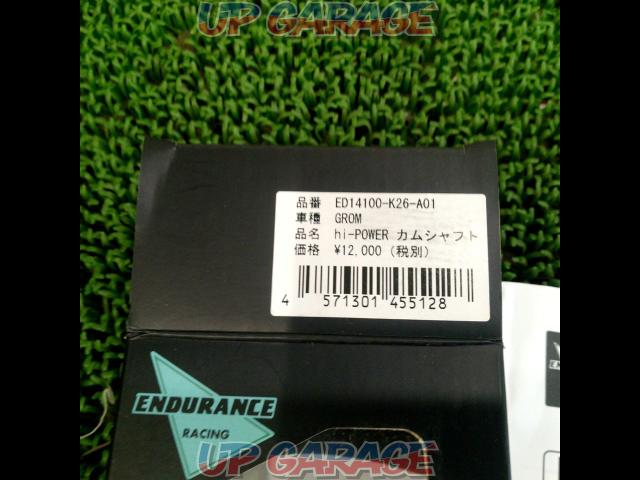 UP GARAGE
品番 ED14100-K26-A01
車種 GROM
品名 hi-POWER カムシャフト
価格 ¥12,000 (税別)
4 571301 455128
ENDURANCE
RACING
UP GARAGE